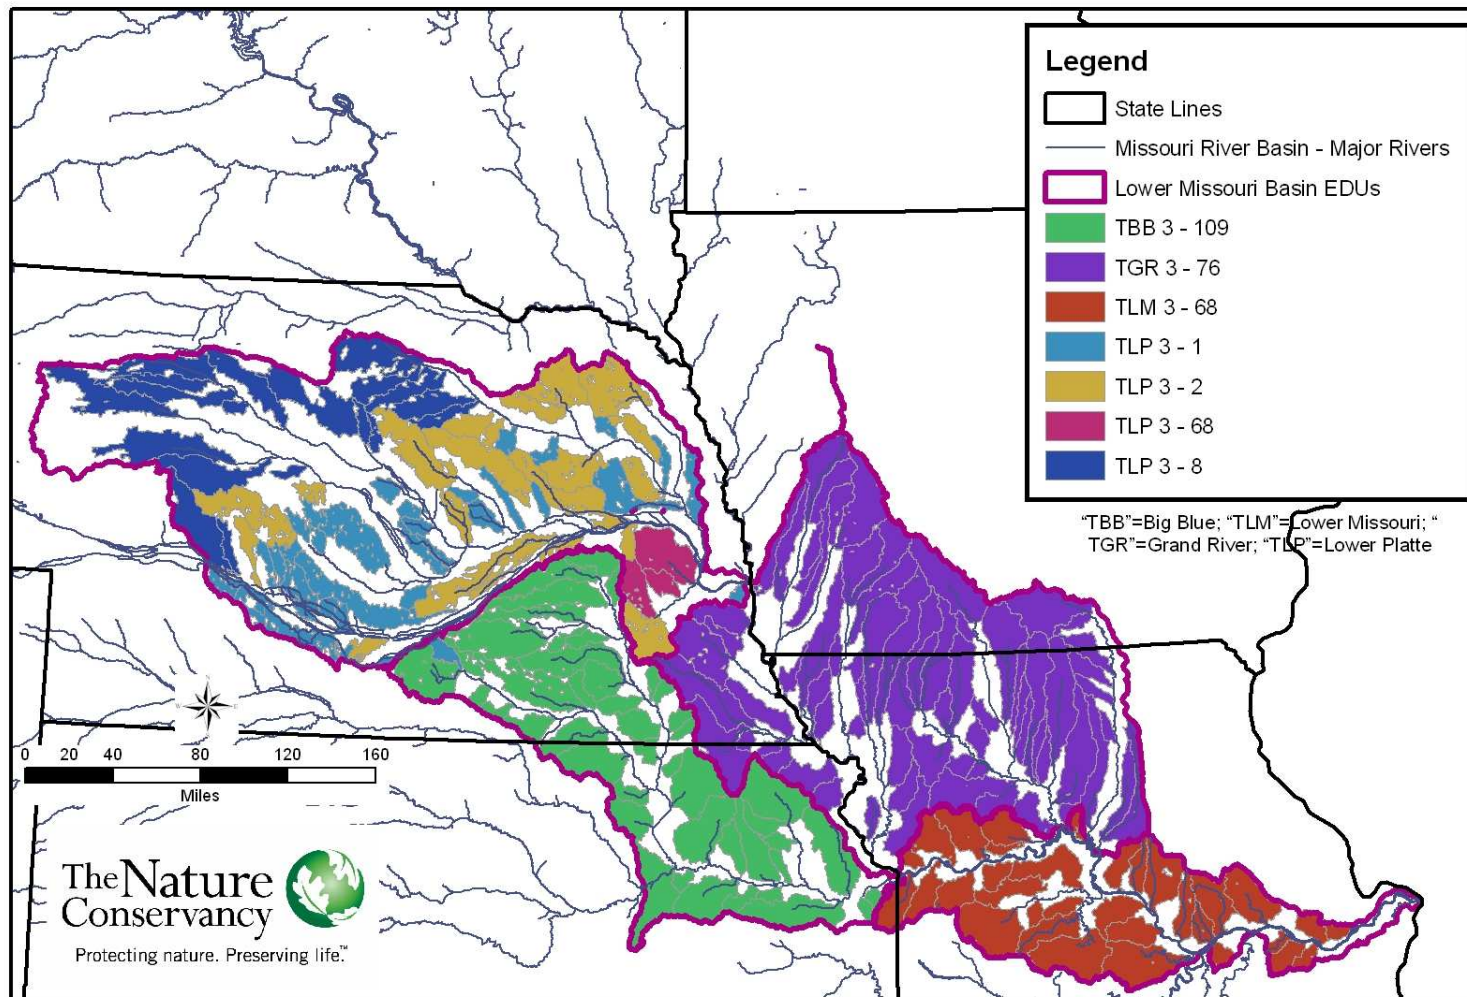 Legend
State Lines
Missouri River Basin - Major Rivers
Lower Missouri Basin EDUs
TBB 3 - 109
TGR 3 - 76
TLM 3 - 68
TLP 3 - 1
TLP 3 - 2
TLP 3 - 68
TLP 3 - 8
“TBB”=Big Blue; “TLM”=Lower Missouri; “
TGR”=Grand River; “TLP”=Lower Platte
0 20 40 80 120 160
Miles
The Nature
Conservancy
Protecting nature. Preserving life.™